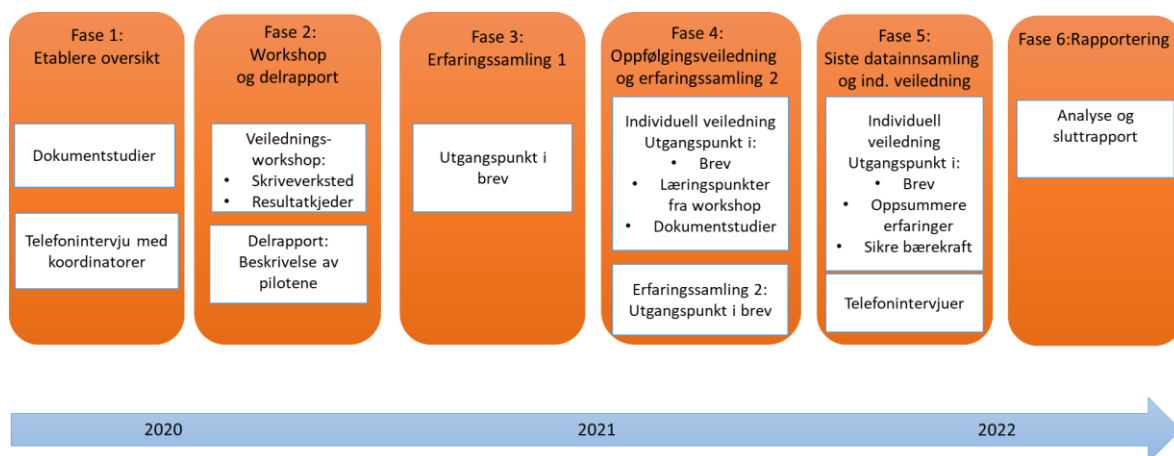 Fase 1:
Etablere oversikt
Dokumentstudier
Telefonintervju med
koordinatorer
Fase 2:
Workshop
og delrapport
Veilednings-
workshop:
• Skriveverksted
• Resultatkjeder
Delrapport:
Beskrivelse av
pilotene
Fase 3:
Erfaringssamling 1
Utgangspunkt i
brev
Fase 4:
Oppfølgingsveiledning
og erfaringssamling 2
Individuell veiledning
Utgangspunkt i:
• Brev
• Læringspunkter
fra workshop
• Dokumentstudier
Erfaringssamling 2:
Utgangspunkt i brev
Fase 5:
Siste datainnsamling
og ind. veiledning
Individuell
veiledning
Utgangspunkt i:
• Brev
• Oppsummere
erfaringer
• Sikre bærekraft
Telefonintervjuer
Fase 6:Rapportering
Analyse og
sluttrapport
2020
2021
2022